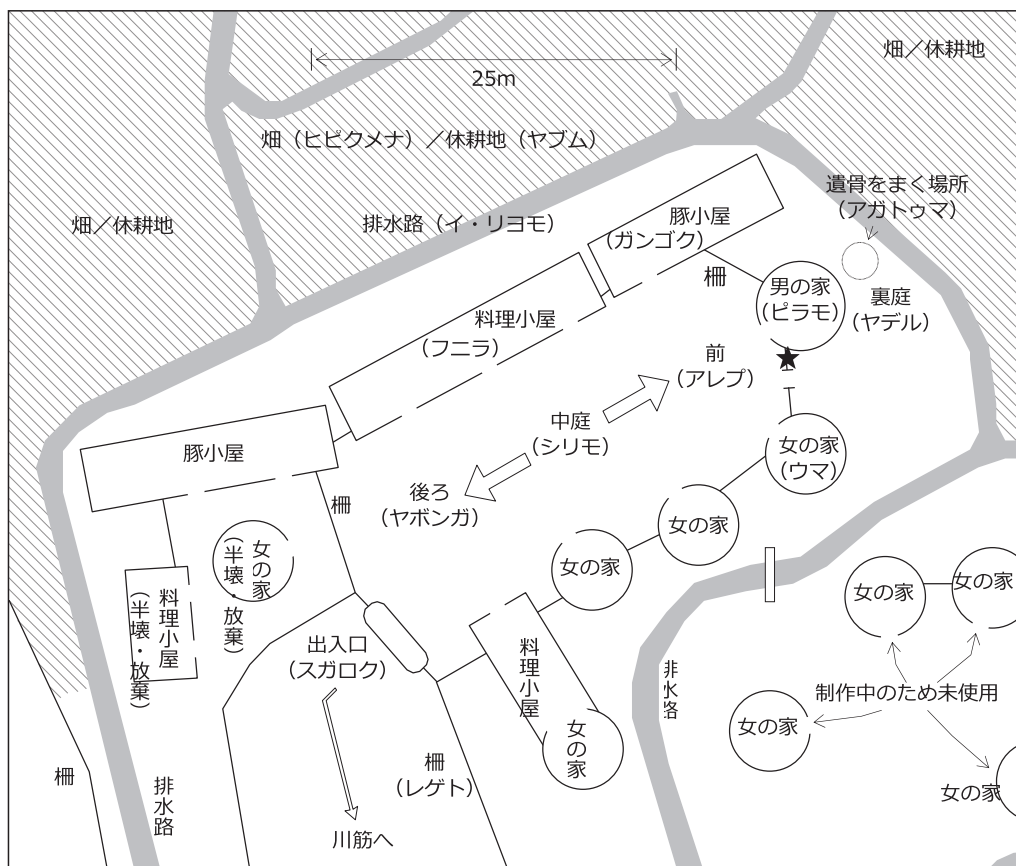 畑／休耕地
25m
畑（ヒピクメナ）／休耕地（ヤブム）
遺骨をまく場所
（アガトゥマ）
畑／休耕地
排水路（イ・リヨモ）
豚小屋
（ガンゴク）
柵
男の家
（ピラモ）
裏庭
（ヤデル）
料理小屋
（フニラ）
前
（アレプ）
中庭
（シリモ）
豚小屋
女の家
（ウマ）
柵
後ろ
（ヤボンガ）
女の家
女の家
女の家
（半壊・放棄）
料理小屋
（半壊・放棄）
女の家
女の家
出入口
（スガロク）
料理小屋
排水路
制作中のため未使用
女の家
女の家
柵
（レゲト）
柵
排水路
女の家
川筋へ